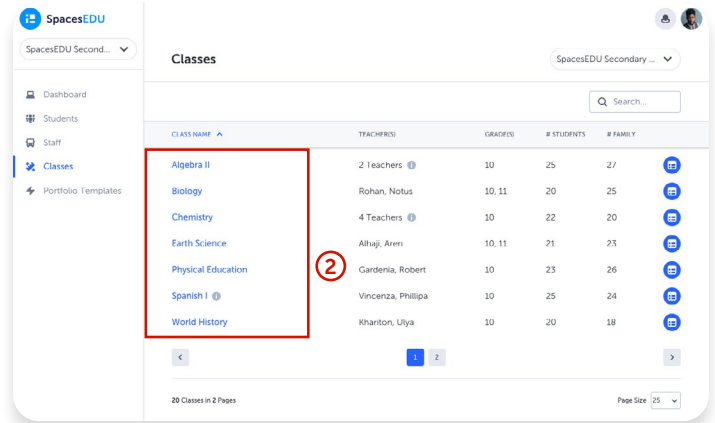 SpacesEDU
SpacesEDU Second...
Classes
SpacesEDU Secondary ...
Dashboard
Students
Staff
Classes
Portfolio Templates
Search...
CLASS NAME TEACHER(S) GRADE(S) # STUDENTS # FAMILY
Algebra II 2 Teachers 10 25 27
Biology Rohan, Notus 10, 11 20 25
Chemistry 4 Teachers 10 22 20
Earth Science Alhaji, Aren 10, 11 21 23
Physical Education Gardenia, Robert 10 23 26
Spanish I Vincenza, Phillipa 10 25 24
World History Khariton, Ulya 10 20 18
2
1 2
20 Classes in 2 Pages
Page Size 25